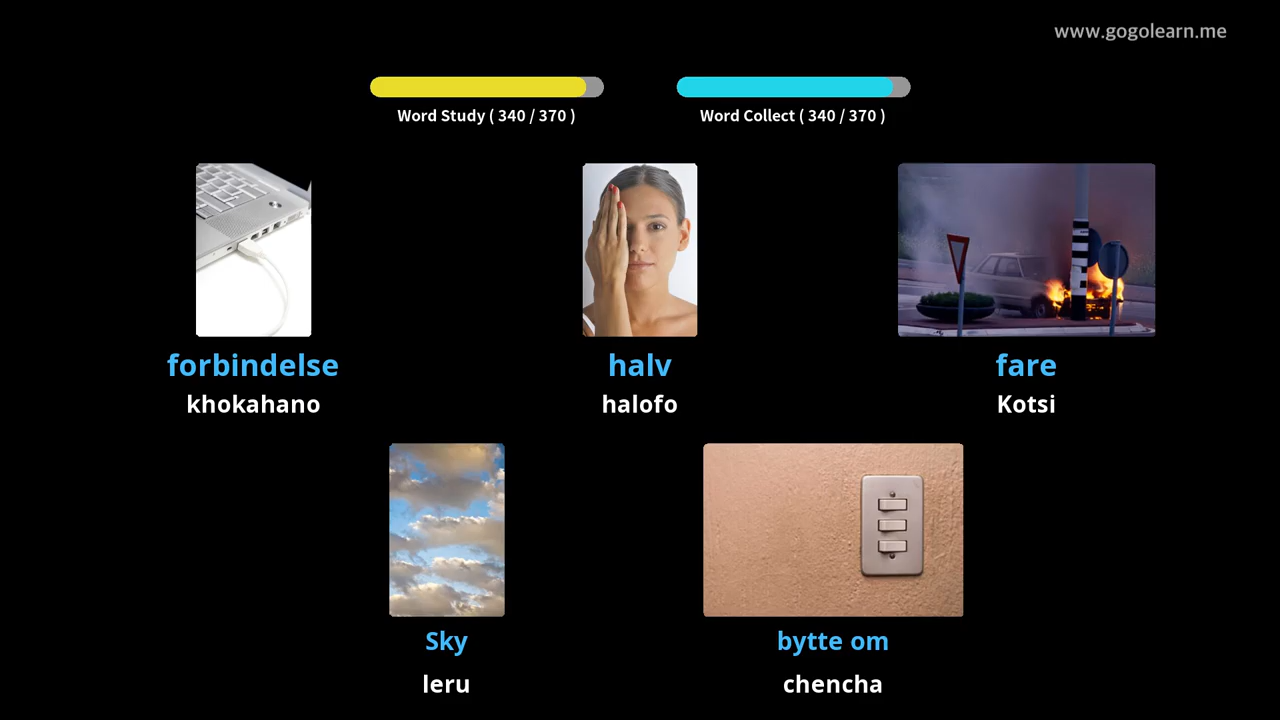 www.gogolearn.me
Word Study ( 340 / 370 )
Word Collect ( 340 / 370 )
forbindelse
khokahano
halv
halofo
fare
Kotsi
Sky
leru
bytte om
chencha